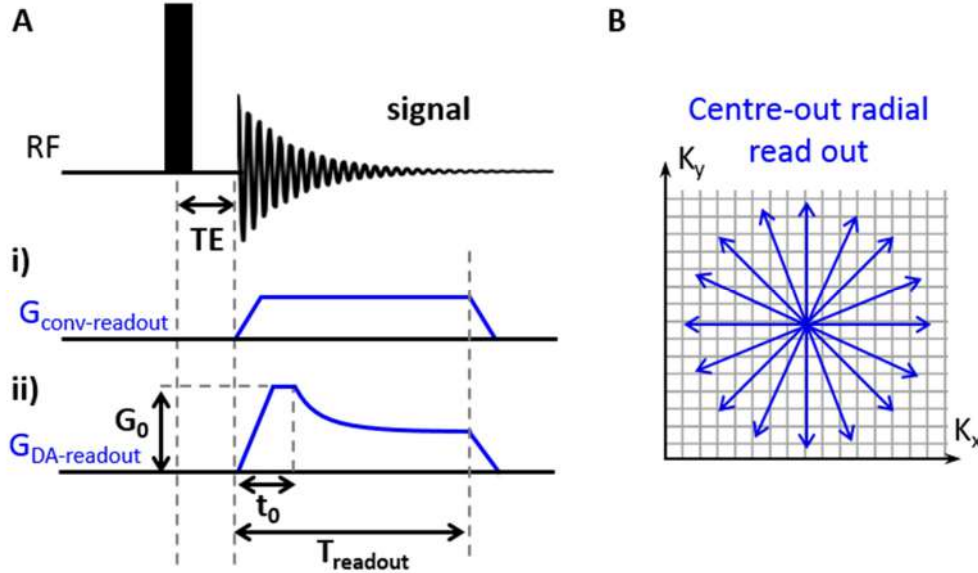 A
signal
RF
TE
i)
Gconv-readout
ii)
G0
GDA-readout
t0
Treadout
B
Centre-out radial
read out
Ky
Kx